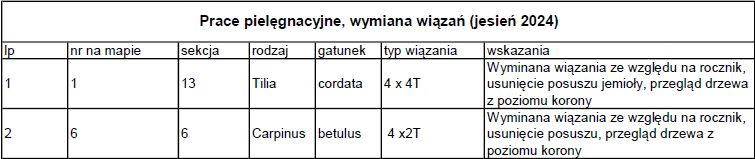 Prace pielęgnacyjne, wymiana wiązań (jesień 2024)
lp nr na mapie sekcja rodzaj gatunek typ wiązania wskazania
1 1 13 Tilia cordata 4 x 4T Wyminana wiązania ze względu na rocznik,
usunięcie posuszu jemioły, przegląd drzewa
z poziomu korony
2 6 6 Carpinus betulus 4 x2T Wyminana wiązania ze względu na rocznik,
usunięcie posuszu, przegląd drzewa z
poziomu korony